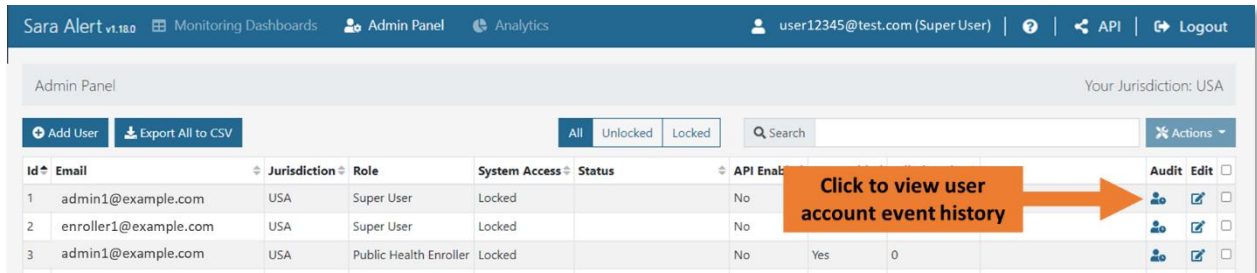 Sara Alert v1.18.0 Monitoring Dashboards Admin Panel Analytics user12345@test.com (Super User) | ? | API | Logout
Admin Panel Your Jurisdiction: USA
Add User Export All to CSV All Unlocked Locked Search Actions
Id Email Jurisdiction Role System Access Status API Audit Edit
Click to view user
account event history
1 admin1@example.com USA Super User Locked No
2 enroller1@example.com USA Super User Locked No
3 admin1@example.com USA Public Health Enroller Locked No Yes 0